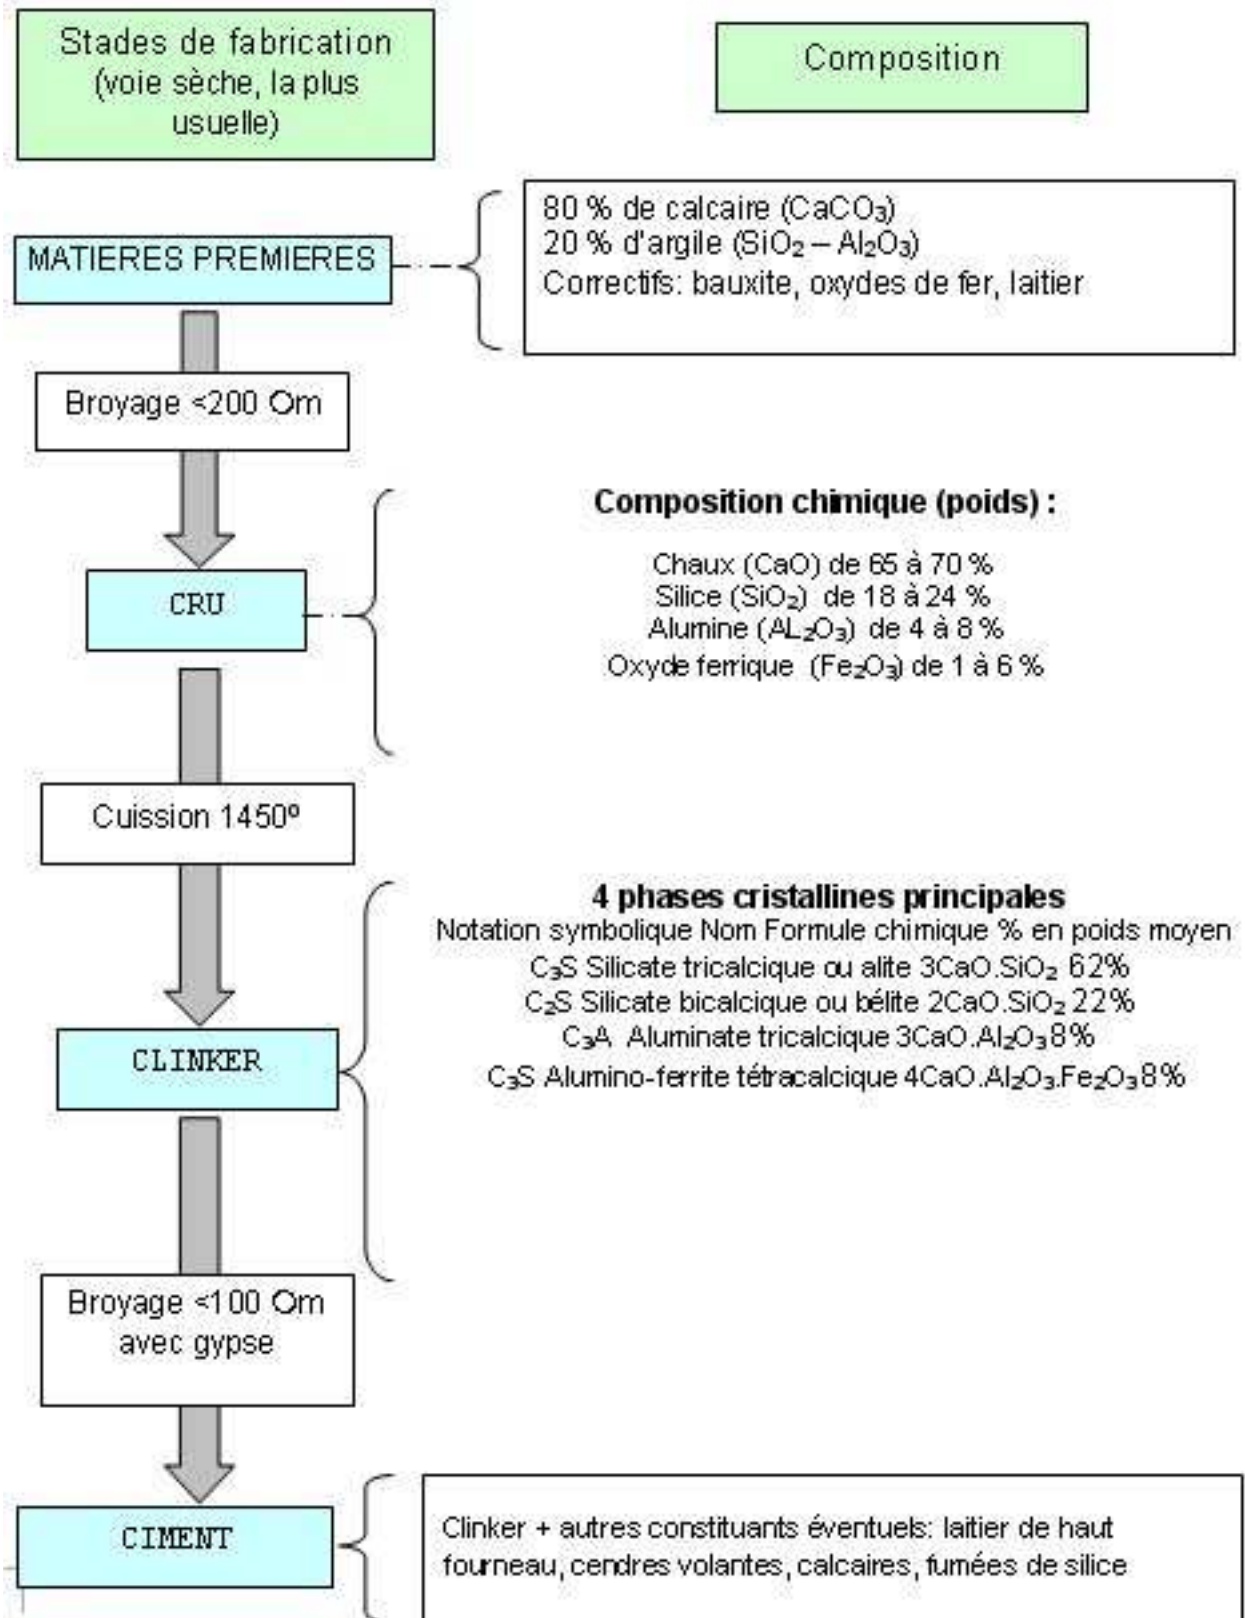 Stades de fabrication
(voie sèche, la plus
usuelle)
Composition
MATIERES PREMIERES
80 % de calcaire (CaCO₃)
20 % d'argile (SiO₂ – Al₂O₃)
Correctifs: bauxite, oxydes de fer, laitier
Broyage <200 Om
CRU
Composition chimique (poids) :
Chaux (CaO) de 65 à 70 %
Silice (SiO₂) de 18 à 24 %
Alumine (AL₂O₃) de 4 à 8 %
Oxyde ferrique (Fe₂O₃) de 1 à 6 %
Cuission 1450º
CLINKER
4 phases cristallines principales
Notation symbolique Nom Formule chimique % en poids moyen
C₃S Silicate tricalcique ou alite 3CaO.SiO₂ 62%
C₂S Silicate bicalcique ou bélite 2CaO.SiO₂ 22%
C₃A Aluminate tricalcique 3CaO.Al₂O₃ 8%
C₃S Alumino-ferrite tétracalcique 4CaO.Al₂O₃.Fe₂O₃ 8%
Broyage <100 Om
avec gypse
CIMENT
Clinker + autres constituants éventuels: laitier de haut
fourneau, cendres volantes, calcaires, fumées de silice